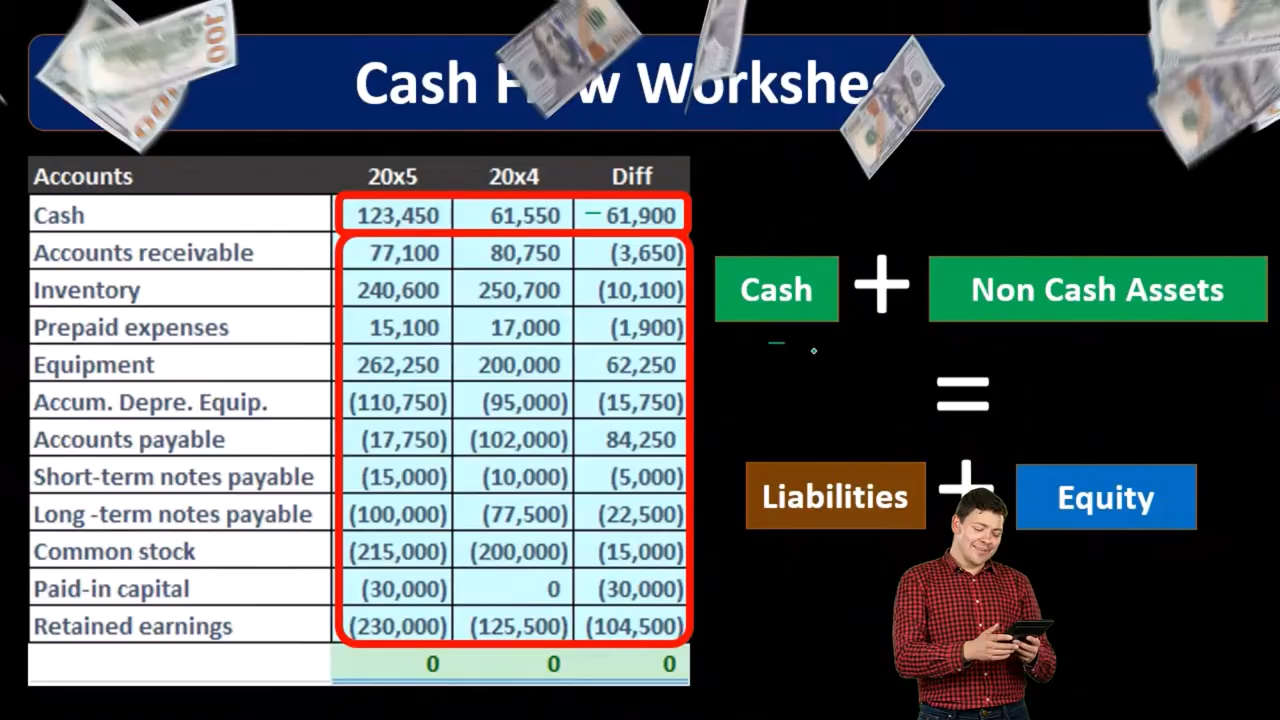 Cash Flow Workshee
Accounts 20x5 20x4 Diff
Cash 123,450 61,550 61,900
Accounts receivable 77,100 80,750 (3,650)
Inventory 240,600 250,700 (10,100)
Prepaid expenses 15,100 17,000 (1,900)
Equipment 262,250 200,000 62,250
Accum. Depre. Equip. (110,750) (95,000) (15,750)
Accounts payable (17,750) (102,000) 84,250
Short-term notes payable (15,000) (10,000) (5,000)
Long -term notes payable (100,000) (77,500) (22,500)
Common stock (215,000) (200,000) (15,000)
Paid-in capital (30,000) 0 (30,000)
Retained earnings (230,000) (125,500) (104,500)
0 0 0
Cash + Non Cash Assets
=
Liabilities + Equity